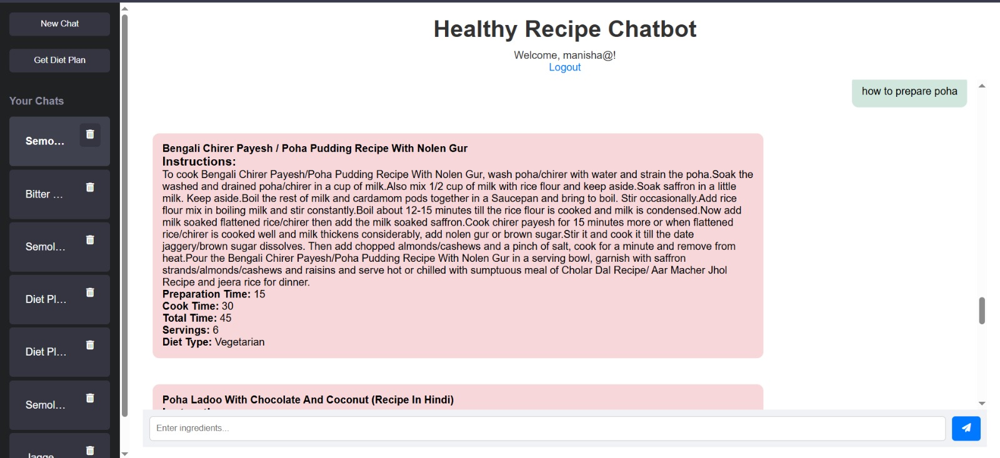 New Chat
Get Diet Plan
Your Chats
Semo...
Bitter ...
Semol...
Diet Pl...
Diet Pl...
Semol...
Healthy Recipe Chatbot
Welcome, manisha@!
Logout
how to prepare poha
Bengali Chirer Payesh / Poha Pudding Recipe With Nolen Gur
Instructions:
To cook Bengali Chirer Payesh/Poha Pudding Recipe With Nolen Gur, wash poha/chirer with water and strain the poha.Soak the
washed and drained poha/chirer in a cup of milk.Also mix 1/2 cup of milk with rice flour and keep aside.Soak saffron in a little
milk. Keep aside.Boil the rest of milk and cardamom pods together in a Saucepan and bring to boil. Stir occasionally.Add rice
flour mix in boiling milk and stir constantly.Boil about 12-15 minutes till the rice flour is cooked and milk is condensed.Now add
milk soaked flattened rice/chirer then add the milk soaked saffron.Cook chirer payesh for 15 minutes more or when flattened
rice/chirer is cooked well and milk thickens considerably, add nolen gur or brown sugar.Stir it and cook it till the date
jaggery/brown sugar dissolves. Then add chopped almonds/cashews and a pinch of salt, cook for a minute and remove from
heat.Pour the Bengali Chirer Payesh/Poha Pudding Recipe With Nolen Gur in a serving bowl, garnish with saffron
strands/almonds/cashews and raisins and serve hot or chilled with sumptuous meal of Cholar Dal Recipe/ Aar Macher Jhol
Recipe and jeera rice for dinner.
Preparation Time: 15
Cook Time: 30
Total Time: 45
Servings: 6
Diet Type: Vegetarian
Poha Ladoo With Chocolate And Coconut (Recipe In Hindi)
Enter ingredients...